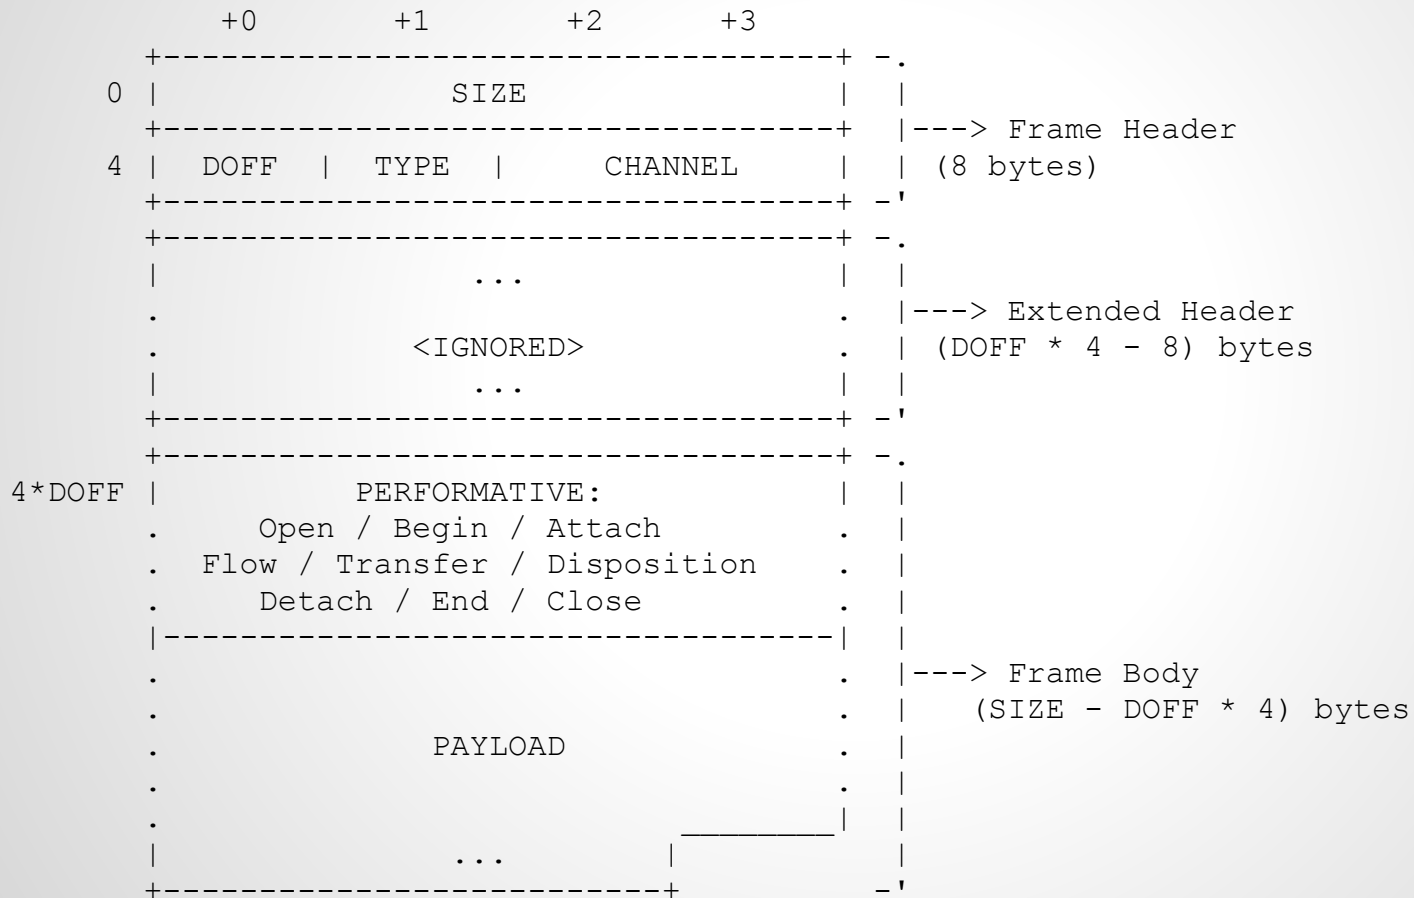 +0       +1       +2      +3
        +-----------------------------------+ -.
      0 |               SIZE                |  |
        +-----------------------------------+  |---> Frame Header
      4 |  DOFF  |  TYPE  |     CHANNEL     |  | (8 bytes)
        +-----------------------------------+ -'
        +-----------------------------------+ -.
        |                ...                |  |
        .                                   .  |---> Extended Header
        .             <IGNORED>             .  | (DOFF * 4 - 8) bytes
        |                ...                |  |
        +-----------------------------------+ -'
        +-----------------------------------+ -.
 4*DOFF |          PERFORMATIVE:            |  |
        .     Open / Begin / Attach         .  |
        .  Flow / Transfer / Disposition    .  |
        .     Detach / End / Close          .  |
        |-----------------------------------|  |
        .                                   .  |---> Frame Body
        .                                   .  |   (SIZE - DOFF * 4) bytes
        .              PAYLOAD              .  |
        .                                   .  |
        .                           ________|  |
        |               ...        |           |
        +--------------------------+          -'